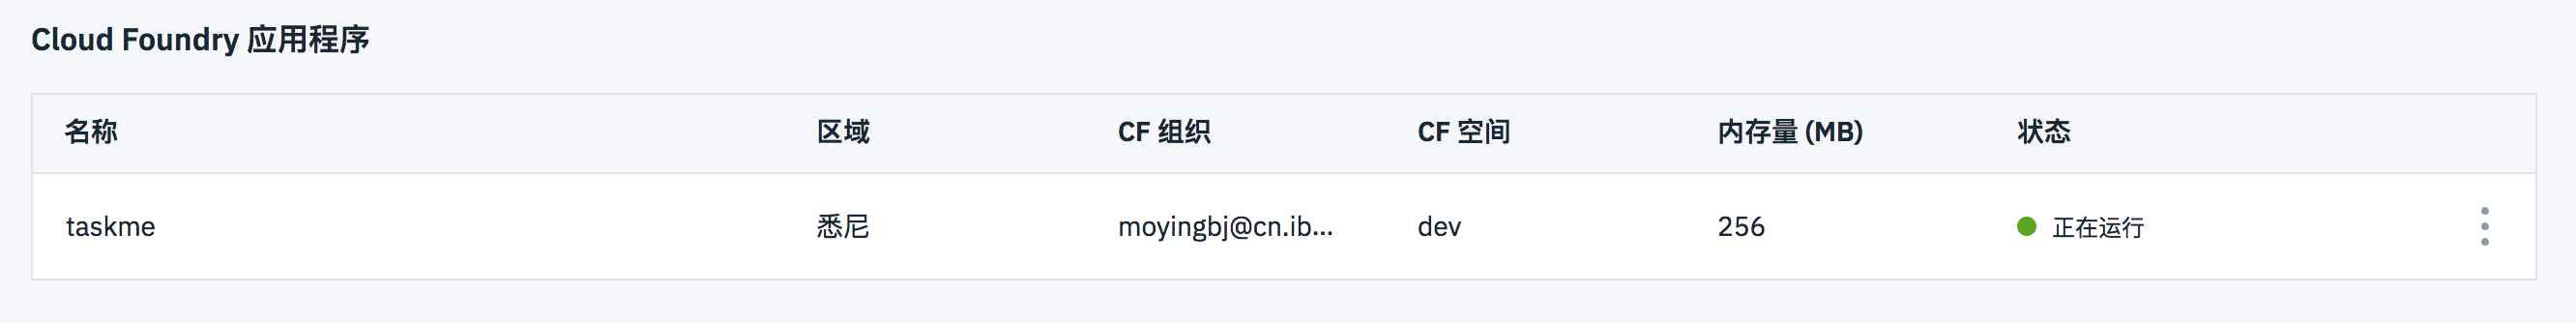 Cloud Foundry 应用程序
名称 区域 CF 组织 CF 空间 内存量 (MB) 状态
taskme 悉尼 moyingbj@cn.ib... dev 256 正在运行